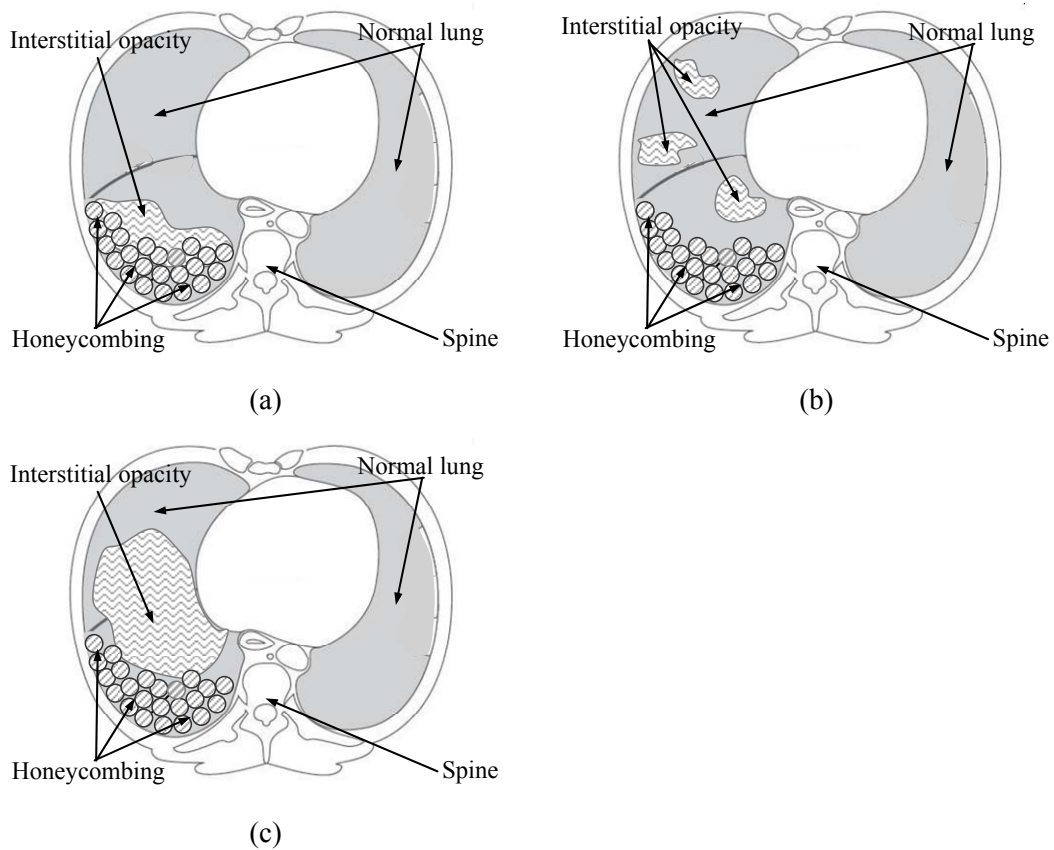 Interstitial opacity
Normal lung
Honeycombing
Spine
(a)
Interstitial opacity
Normal lung
Honeycombing
Spine
(b)
Interstitial opacity
Normal lung
Honeycombing
Spine
(c)